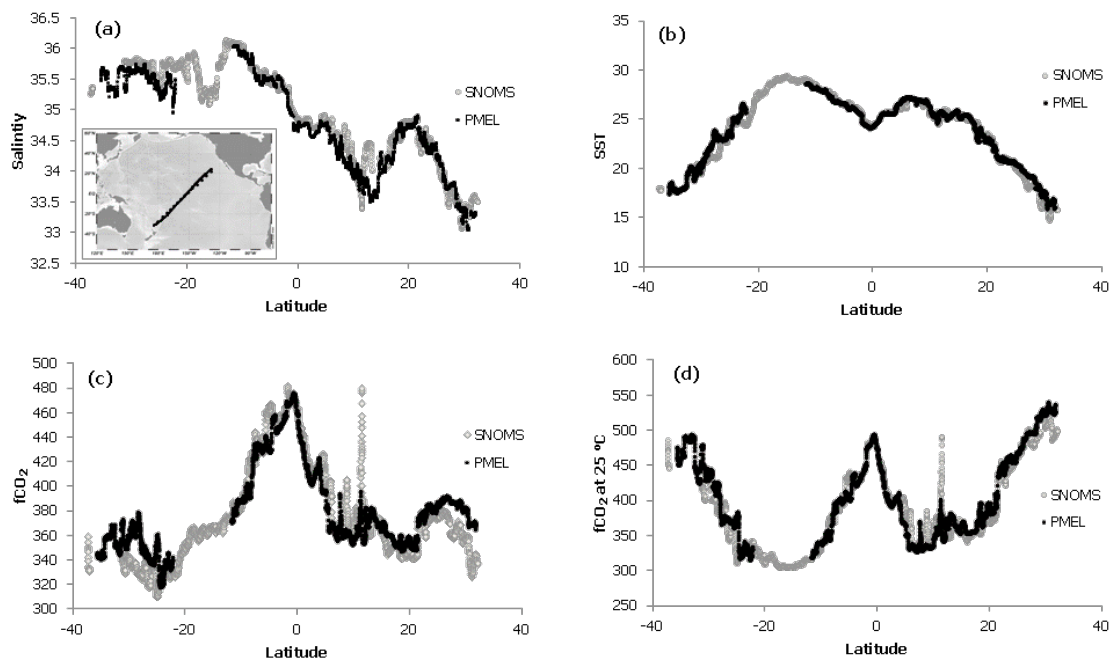 (a)
36.5
36
35.5
35
34.5
34
33.5
33
32.5
Salintiy
-40 -20 0 20 40
Latitude
SNOMS
PMEL
(b)
35
30
25
20
15
10
SST
-40 -20 0 20 40
Latitude
SNOMS
PMEL
(c)
500
480
460
440
420
400
380
360
340
320
300
fCO₂
-40 -20 0 20 40
Latitude
SNOMS
PMEL
(d)
600
550
500
450
400
350
300
250
fCO₂ at 25 ºC
-40 -20 0 20 40
Latitude
SNOMS
PMEL